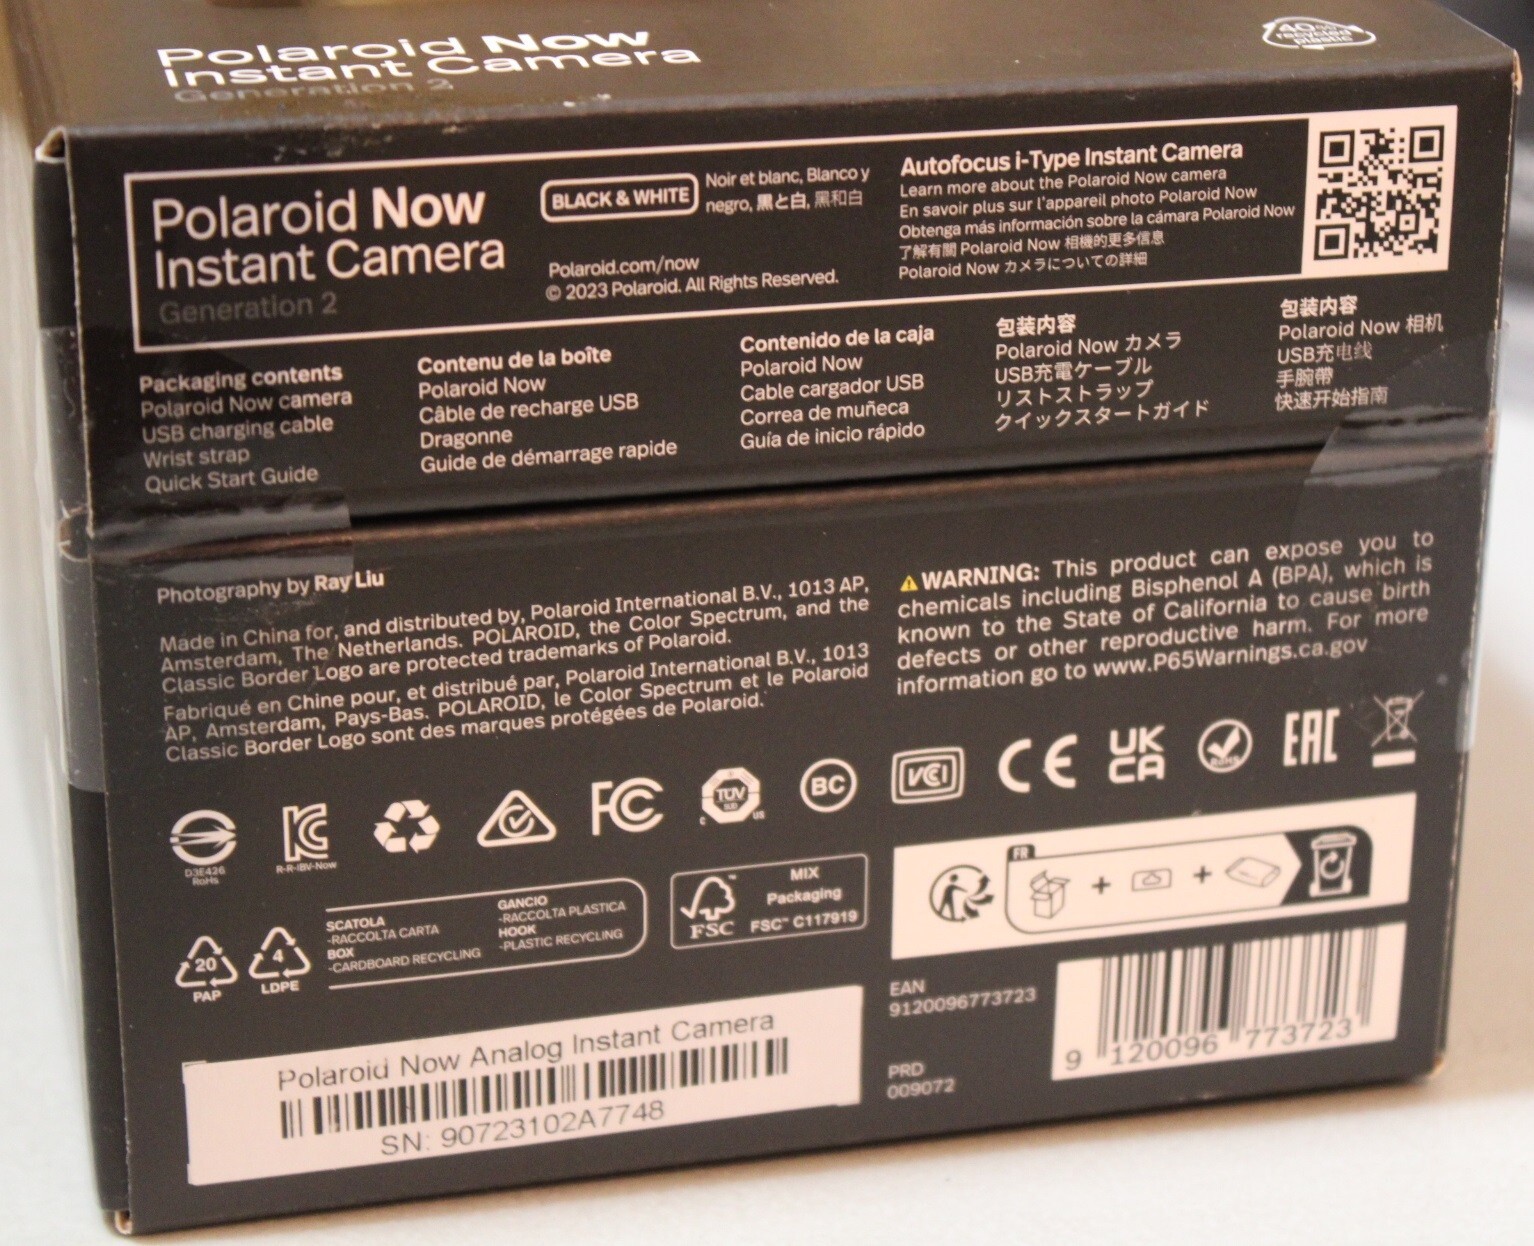 Polaroid Now
Instant Camera
Generation 2
40%
recycled
plastic
Polaroid Now
Instant Camera
Generation 2
BLACK & WHITE
Noir et blanc, Blanco y
negro, 黒と白, 黑和白
Polaroid.com/now
© 2023 Polaroid. All Rights Reserved.
Autofocus i-Type Instant Camera
Learn more about the Polaroid Now camera
En savoir plus sur l'appareil photo Polaroid Now
Obtenga más información sobre la cámara Polaroid Now
了解有關 Polaroid Now 相機的更多信息
Polaroid Now カメラについての詳細
Packaging contents
Polaroid Now camera
USB charging cable
Wrist strap
Quick Start Guide
Contenu de la boîte
Polaroid Now
Câble de recharge USB
Dragonne
Guide de démarrage rapide
Contenido de la caja
Polaroid Now
Cable cargador USB
Correa de muñeca
Guía de inicio rápido
包装内容
Polaroid Now カメラ
USB充電ケーブル
リストストラップ
クイックスタートガイド
包装内容
Polaroid Now 相机
USB充电线
手腕帶
快速开始指南
Photography by Ray Liu
Made in China for, and distributed by, Polaroid International B.V., 1013 AP,
Amsterdam, The Netherlands. POLAROID, the Color Spectrum, and the
Classic Border Logo are protected trademarks of Polaroid.
Fabriqué en Chine pour, et distribué par, Polaroid International B.V., 1013
AP, Amsterdam, Pays-Bas. POLAROID, le Color Spectrum et le Polaroid
Classic Border Logo sont des marques protégées de Polaroid.
WARNING: This product can expose you to
chemicals including Bisphenol A (BPA), which is
known to the State of California to cause birth
defects or other reproductive harm. For more
information go to www.P65Warnings.ca.gov
D3E426
RoHS
KC
R-R-IBV-Now
FC
TÜV
SÜD
C US
BC
VCCI
CE
UK
CA
RoHS
EAC
20
PAP
4
LDPE
SCATOLA
-RACCOLTA CARTA
BOX
-CARDBOARD RECYCLING
GANCIO
-RACCOLTA PLASTICA
HOOK
-PLASTIC RECYCLING
FSC™
MIX
Packaging
FSC™ C117919
FR
+ +
EAN
9120096773723
PRD
009072
9 120096 773723
Polaroid Now Analog Instant Camera
SN: 90723102A7748